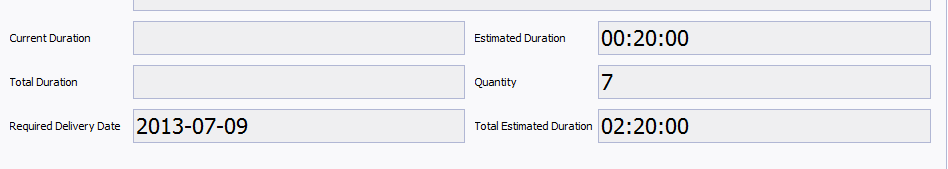 Current Duration
Estimated Duration 00:20:00
Total Duration
Quantity 7
Required Delivery Date 2013-07-09
Total Estimated Duration 02:20:00